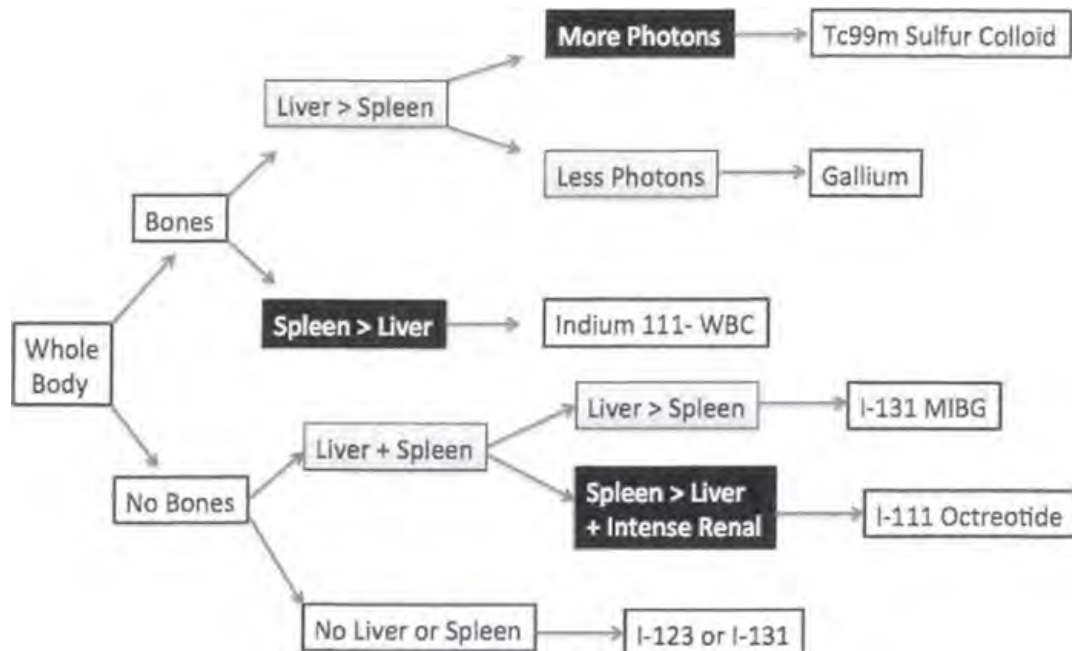 More Photons
Tc99m Sulfur Colloid
Liver > Spleen
Less Photons
Gallium
Bones
Spleen > Liver
Indium 111- WBC
Whole
Body
Liver > Spleen
I-131 MIBG
Liver + Spleen
No Bones
Spleen > Liver
+ Intense Renal
I-111 Octreotide
No Liver or Spleen
I-123 or I-131